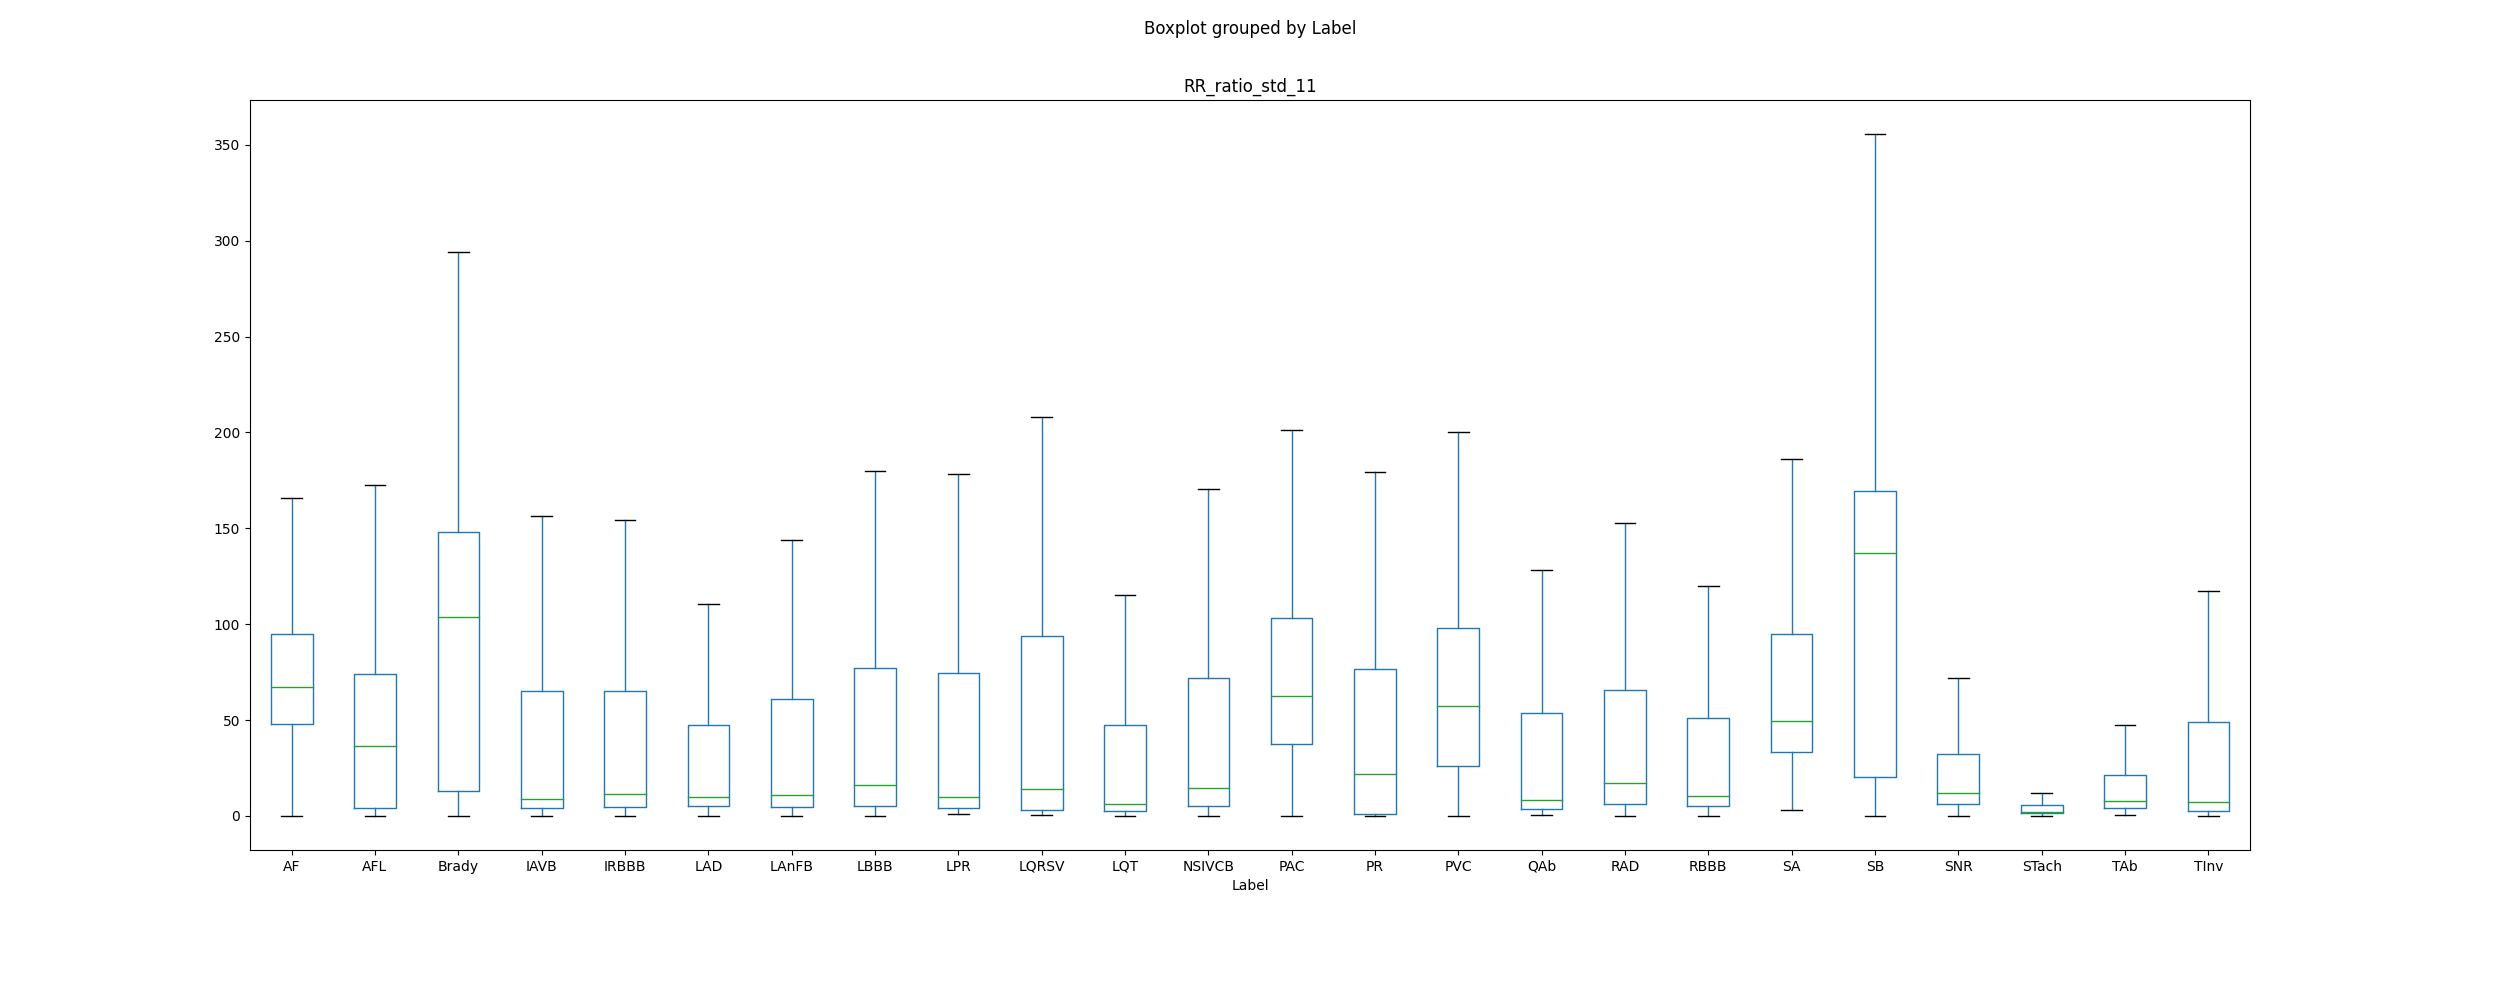 Boxplot grouped by Label
RR_ratio_std_11
350
300
250
200
150
100
50
0
AF AFL Brady IAVB IRBBB LAD LAnFB LBBB LPR LQRSV LQT NSIVCB PAC PR PVC QAb RAD RBBB SA SB SNR STach TAb TInv
Label